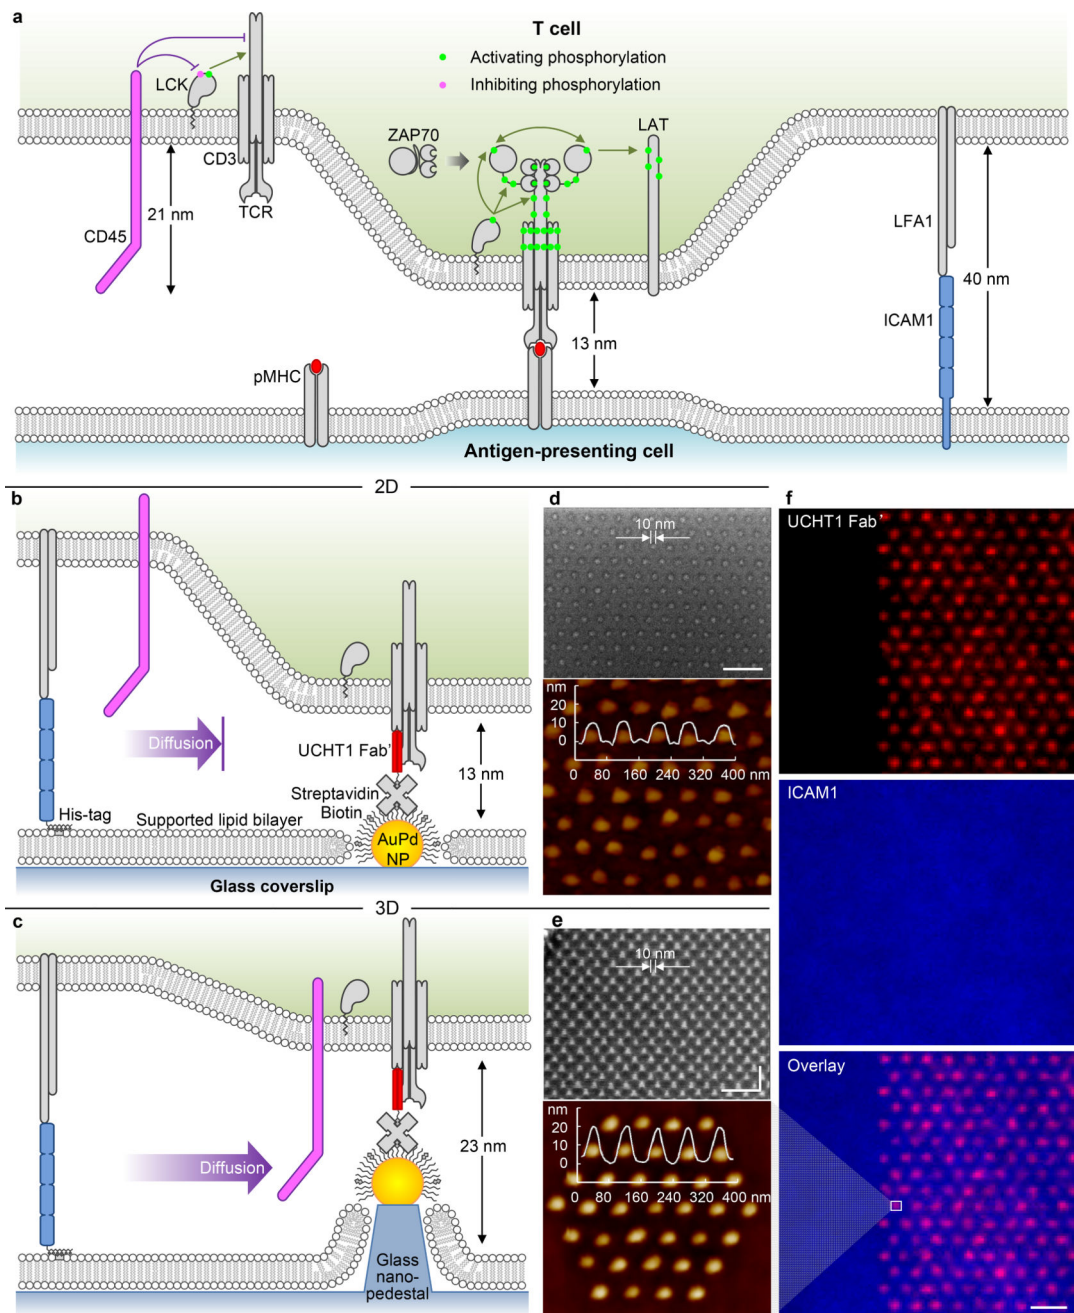 a
T cell
Activating phosphorylation
Inhibiting phosphorylation
LCK
ZAP70
LAT
CD3
TCR
21 nm
CD45
LFA1
40 nm
ICAM1
13 nm
pMHC
Antigen-presenting cell
2D
b
Diffusion
UCHT1 Fab'
13 nm
Streptavidin
Biotin
His-tag
Supported lipid bilayer
AuPd
NP
Glass coverslip
3D
c
Diffusion
23 nm
Glass
nano-
pedestal
d
10 nm
nm
20
10
0
0 80 160 240 320 400 nm
e
10 nm
nm
20
10
0
0 80 160 240 320 400 nm
f
UCHT1 Fab'
ICAM1
Overlay